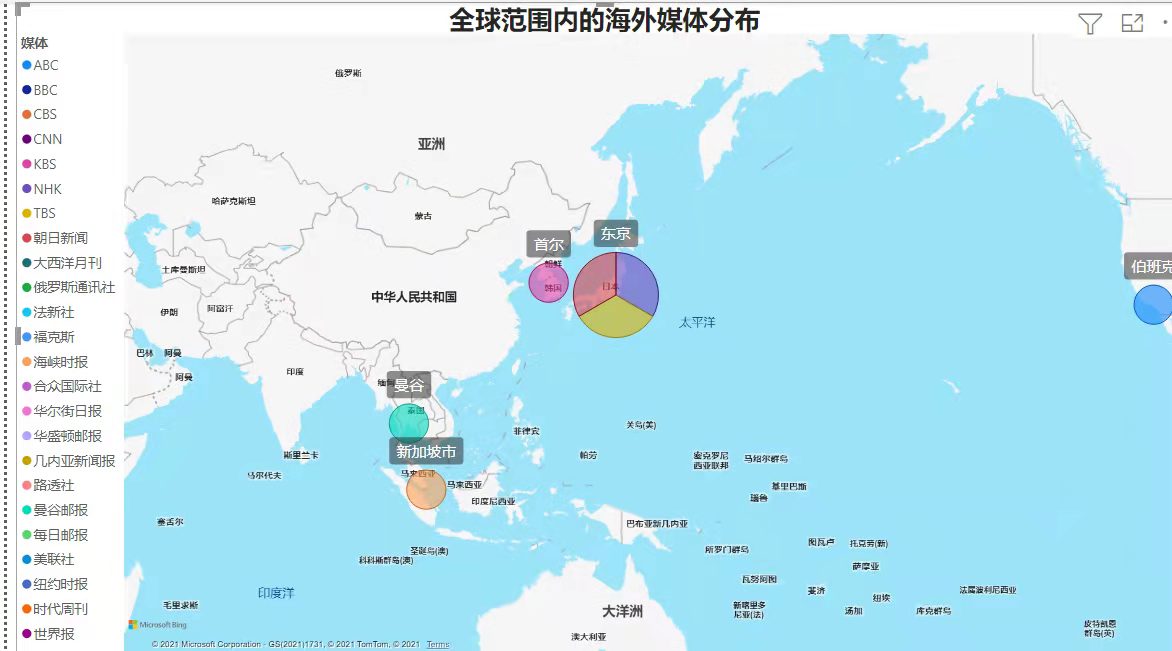 全球范围内的海外媒体分布
媒体
ABC
BBC
CBS
CNN
KBS
NHK
TBS
朝日新闻
大西洋月刊
俄罗斯通讯社
法新社
福克斯
海峡时报
合众国际社
华尔街日报
华盛顿邮报
几内亚新闻报
路透社
曼谷邮报
每日邮报
美联社
纽约时报
时代周刊
世界报
俄罗斯
亚洲
哈萨克斯坦
蒙古
首尔
东京
朝鲜
韩国
日本
伯班克
土库曼斯坦
中华人民共和国
伊朗
阿富汗
太平洋
巴林
阿曼
阿曼
印度
缅甸
曼谷
泰国
菲律宾
关岛(美)
新加坡市
斯里兰卡
马尔代夫
马来西亚
马来西亚
印度尼西亚
帕劳
密克罗尼
西亚联邦
马绍尔群岛
基里巴斯
瑙鲁
塞舌尔
巴布亚新几内亚
圣诞岛(澳)
科科斯群岛(澳)
所罗门群岛
图瓦卢
托克劳(新)
萨摩亚
瓦努阿图
斐济
纽埃
法属波利尼西亚
印度洋
毛里求斯
大洋洲
新喀里多
尼亚(法)
汤加
库克群岛
澳大利亚
皮特凯恩
群岛(英)
Microsoft Bing
© 2021 Microsoft Corporation - GS(2021)1731, © 2021 TomTom, © 2021 Terms